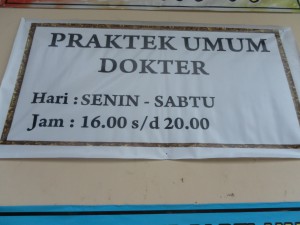 PRAKTEK UMUM
DOKTER
Hari : SENIN - SABTU
Jam : 16.00 s/d 20.00